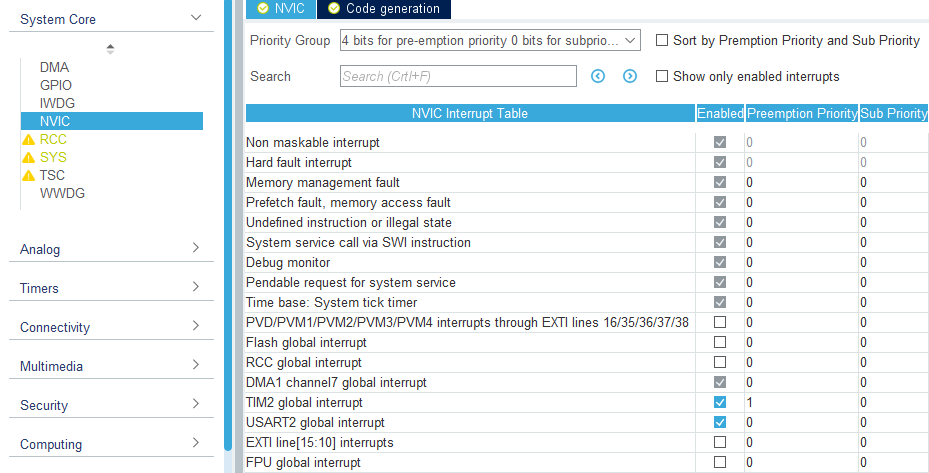 System Core
DMA
GPIO
IWDG
NVIC
RCC
SYS
TSC
WWDG
Analog
Timers
Connectivity
Multimedia
Security
Computing
NVIC Code generation
Priority Group 4 bits for pre-emption priority 0 bits for subprio... Sort by Premption Priority and Sub Priority
Search Search (Crtl+F) Show only enabled interrupts
NVIC Interrupt Table Enabled Preemption Priority Sub Priority
Non maskable interrupt 0 0
Hard fault interrupt 0 0
Memory management fault 0 0
Prefetch fault, memory access fault 0 0
Undefined instruction or illegal state 0 0
System service call via SWI instruction 0 0
Debug monitor 0 0
Pendable request for system service 0 0
Time base: System tick timer 0 0
PVD/PVM1/PVM2/PVM3/PVM4 interrupts through EXTI lines 16/35/36/37/38 0 0
Flash global interrupt 0 0
RCC global interrupt 0 0
DMA1 channel7 global interrupt 0 0
TIM2 global interrupt 1 0
USART2 global interrupt 0 0
EXTI line[15:10] interrupts 0 0
FPU global interrupt 0 0